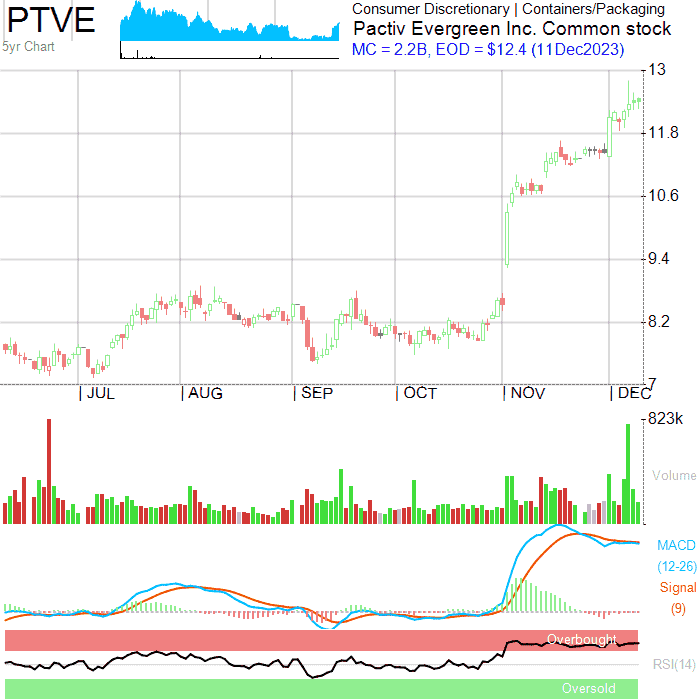 PTVE
5yr Chart
Consumer Discretionary | Containers/Packaging
Pactiv Evergreen Inc. Common stock
MC = 2.2B, EOD = $12.4 (11Dec2023)
13
11.8
10.6
9.4
8.2
7
JUL
AUG
SEP
OCT
NOV
DEC
823k
Volume
MACD
(12-26)
Signal
(9)
Overbought
RSI(14)
Oversold